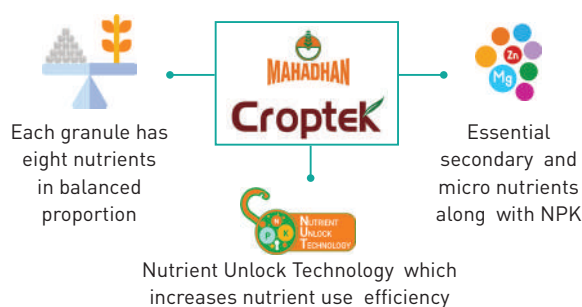 MAHADHAN
Croptek
Zn
Mg
Each granule has
eight nutrients
in balanced
proportion
Essential
secondary and
micro nutrients
along with NPK
N
P K
NUTRIENT
UNLOCK
TECHNOLOGY
Nutrient Unlock Technology which
increases nutrient use efficiency